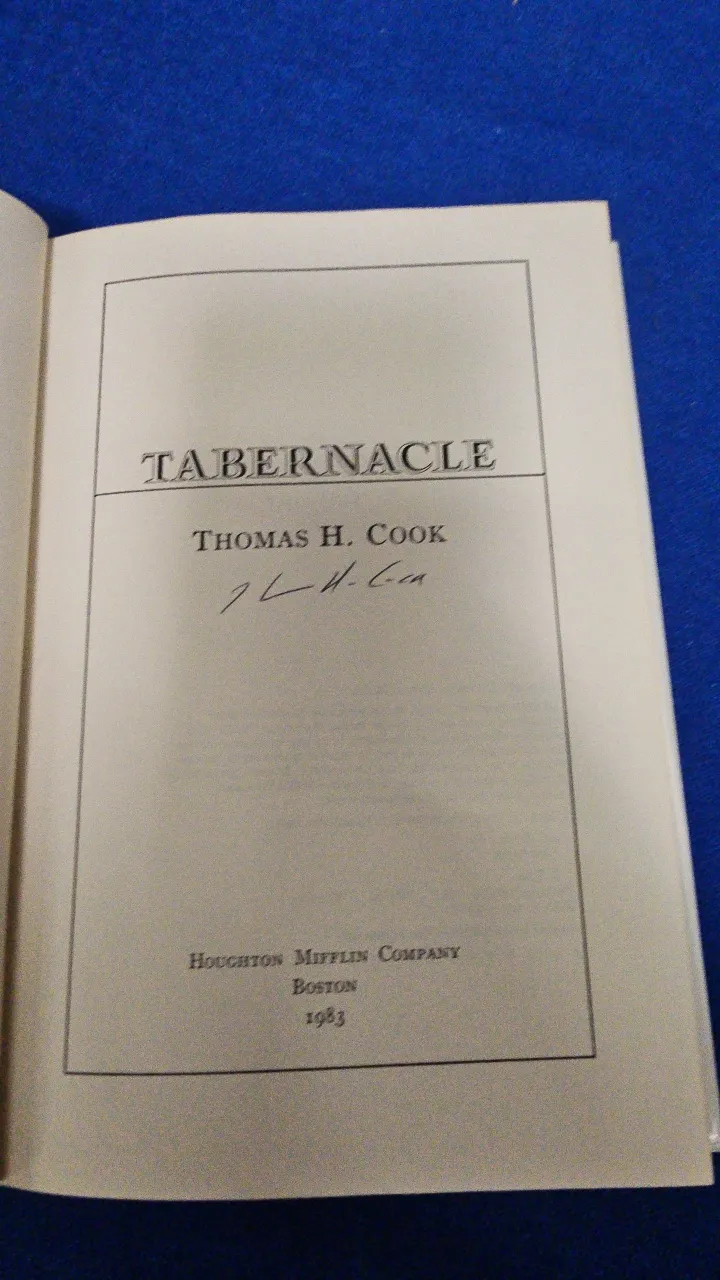 TABERNACLE
THOMAS H. COOK
HOUGHTON MIFFLIN COMPANY
BOSTON
1983